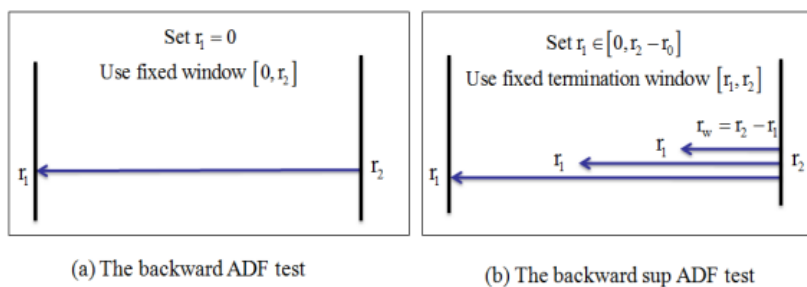 Set r₁ = 0
Use fixed window [0, r₂]
r₁
r₂
(a) The backward ADF test
Set r₁ ∈ [0, r₂ − r₀]
Use fixed termination window [r₁, r₂]
r_w = r₂ − r₁
r₁
r₁
r₁
r₂
(b) The backward sup ADF test